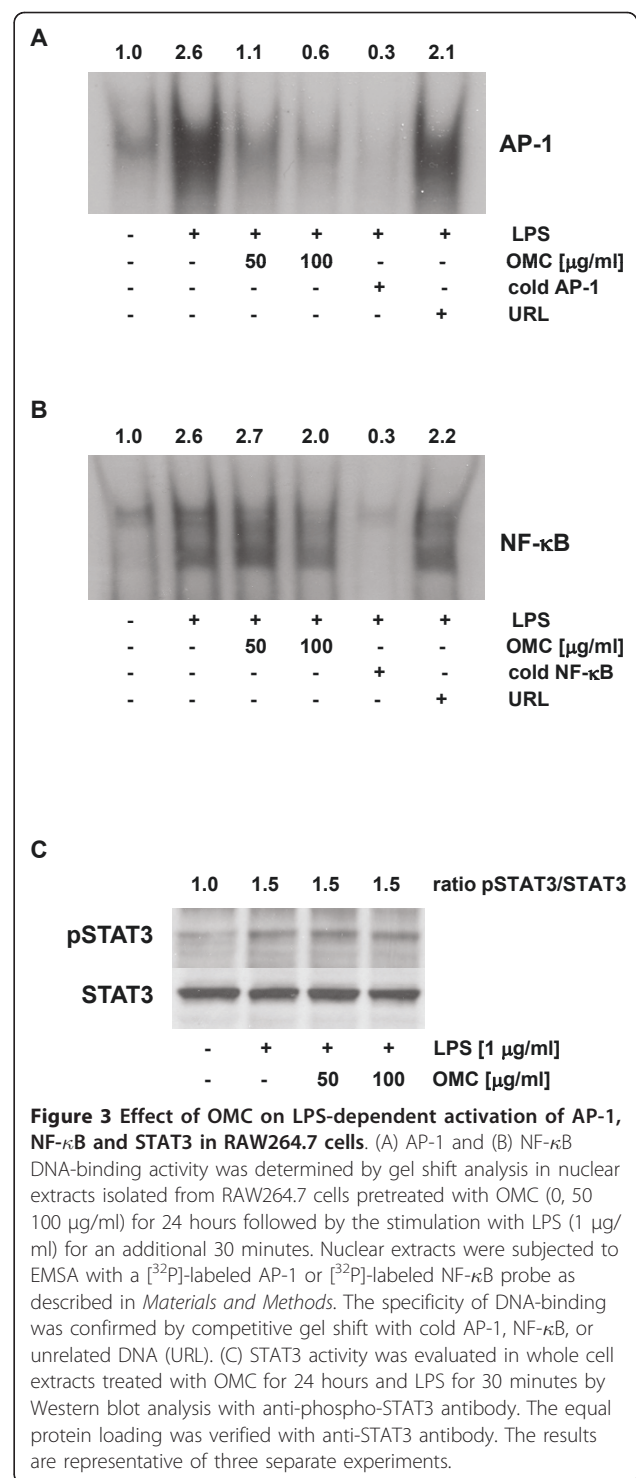 A
1.0 2.6 1.1 0.6 0.3 2.1
AP-1
- + + + + + LPS
- - 50 100 - - OMC [µg/ml]
- - - - + - cold AP-1
- - - - - + URL
B
1.0 2.6 2.7 2.0 0.3 2.2
NF-κB
- + + + + + LPS
- - 50 100 - - OMC [µg/ml]
- - - - + - cold NF-κB
- - - - - + URL
C
1.0 1.5 1.5 1.5 ratio pSTAT3/STAT3
pSTAT3
STAT3
- + + + LPS [1 µg/ml]
- - 50 100 OMC [µg/ml]
Figure 3 Effect of OMC on LPS-dependent activation of AP-1,
NF-κB and STAT3 in RAW264.7 cells. (A) AP-1 and (B) NF-κB
DNA-binding activity was determined by gel shift analysis in nuclear
extracts isolated from RAW264.7 cells pretreated with OMC (0, 50
100 µg/ml) for 24 hours followed by the stimulation with LPS (1 µg/
ml) for an additional 30 minutes. Nuclear extracts were subjected to
EMSA with a [³²P]-labeled AP-1 or [³²P]-labeled NF-κB probe as
described in Materials and Methods. The specificity of DNA-binding
was confirmed by competitive gel shift with cold AP-1, NF-κB, or
unrelated DNA (URL). (C) STAT3 activity was evaluated in whole cell
extracts treated with OMC for 24 hours and LPS for 30 minutes by
Western blot analysis with anti-phospho-STAT3 antibody. The equal
protein loading was verified with anti-STAT3 antibody. The results
are representative of three separate experiments.